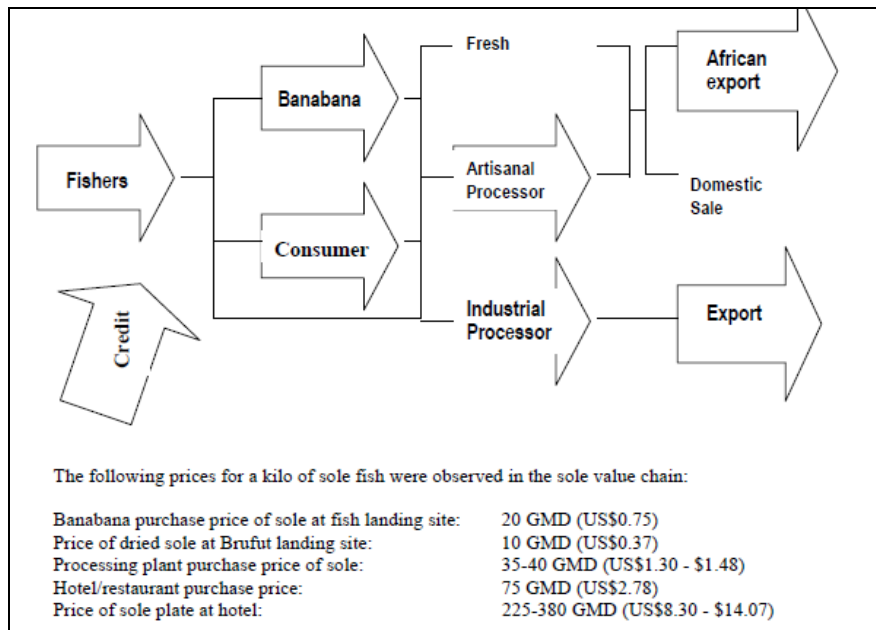 Fresh
African
export
Banabana
Fishers
Artisanal
Processor
Domestic
Sale
Consumer
Credit
Industrial
Processor
Export
The following prices for a kilo of sole fish were observed in the sole value chain:
Banabana purchase price of sole at fish landing site: 20 GMD (US$0.75)
Price of dried sole at Brufut landing site: 10 GMD (US$0.37)
Processing plant purchase price of sole: 35-40 GMD (US$1.30 - $1.48)
Hotel/restaurant purchase price: 75 GMD (US$2.78)
Price of sole plate at hotel: 225-380 GMD (US$8.30 - $14.07)